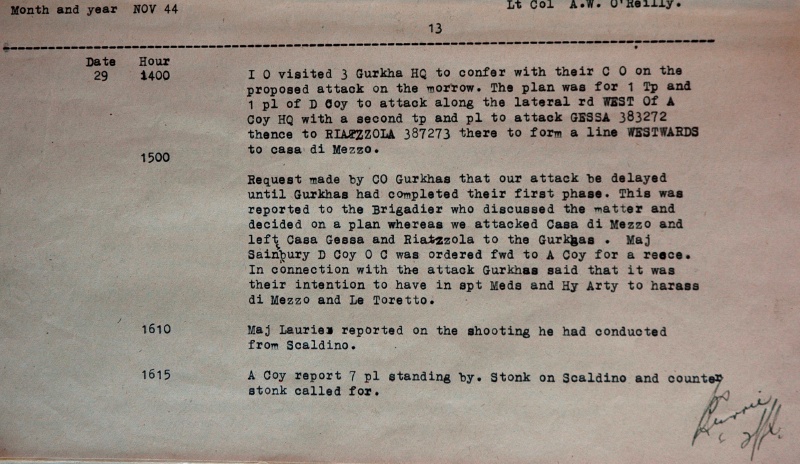 Month and year NOV 44
Lt Col A.W. O'Reilly.
13
Date Hour
29 1400 I O visited 3 Gurkha HQ to confer with their C O on the
proposed attack on the morrow. The plan was for 1 Tp and
1 pl of D Coy to attack along the lateral rd WEST Of A
Coy HQ with a second tp and pl to attack GESSA 383272
thence to RIAZZOLA 387273 there to form a line WESTWARDS
to casa di Mezzo.
1500
Request made by CO Gurkhas that our attack be delayed
until Gurkhas had completed their first phase. This was
reported to the Brigadier who discussed the matter and
decided on a plan whereas we attacked Casa di Mezzo and
left Casa Gessa and Riazzola to the Gurkhas . Maj
Sainbury D Coy O C was ordered fwd to A Coy for a reece.
In connection with the attack Gurkhas said that it was
their intention to have in spt Meds and Hy Arty to harass
di Mezzo and Le Toretto.
1610 Maj Laurie reported on the shooting he had conducted
from Scaldino.
1615 A Coy report 7 pl standing by. Stonk on Scaldino and counter
stonk called for.